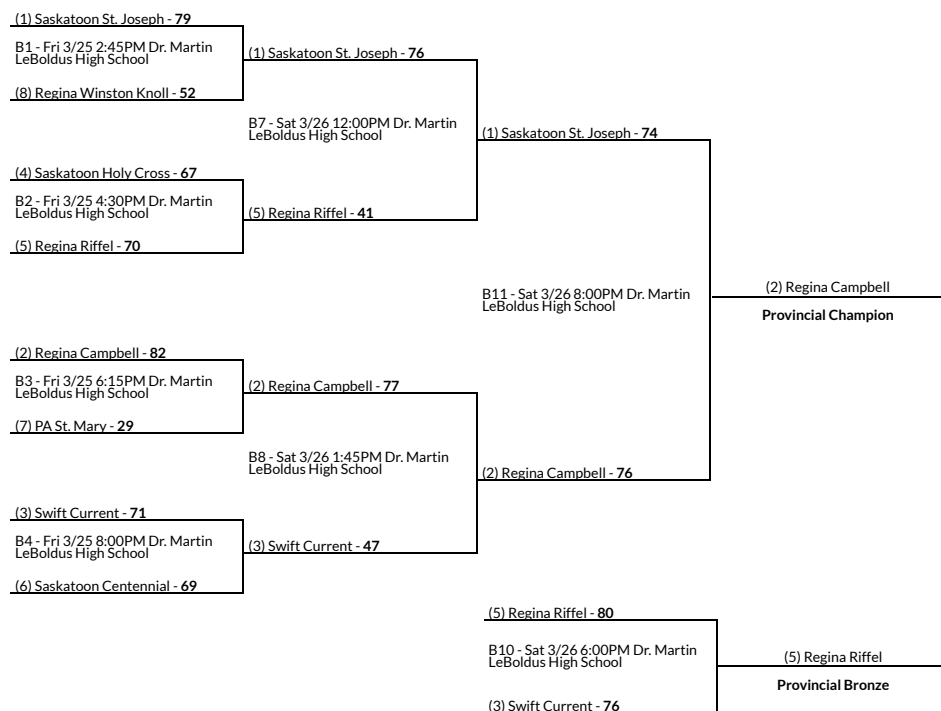 (1) Saskatoon St. Joseph - 79
B1 - Fri 3/25 2:45PM Dr. Martin
LeBoldus High School
(8) Regina Winston Knoll - 52
(1) Saskatoon St. Joseph - 76
B7 - Sat 3/26 12:00PM Dr. Martin
LeBoldus High School
(4) Saskatoon Holy Cross - 67
B2 - Fri 3/25 4:30PM Dr. Martin
LeBoldus High School
(5) Regina Riffel - 70
(5) Regina Riffel - 41
(1) Saskatoon St. Joseph - 74
B11 - Sat 3/26 8:00PM Dr. Martin
LeBoldus High School
(2) Regina Campbell
Provincial Champion
(2) Regina Campbell - 82
B3 - Fri 3/25 6:15PM Dr. Martin
LeBoldus High School
(7) PA St. Mary - 29
(2) Regina Campbell - 77
B8 - Sat 3/26 1:45PM Dr. Martin
LeBoldus High School
(2) Regina Campbell - 76
(3) Swift Current - 71
B4 - Fri 3/25 8:00PM Dr. Martin
LeBoldus High School
(6) Saskatoon Centennial - 69
(3) Swift Current - 47
(5) Regina Riffel - 80
B10 - Sat 3/26 6:00PM Dr. Martin
LeBoldus High School
(3) Swift Current - 76
(5) Regina Riffel
Provincial Bronze